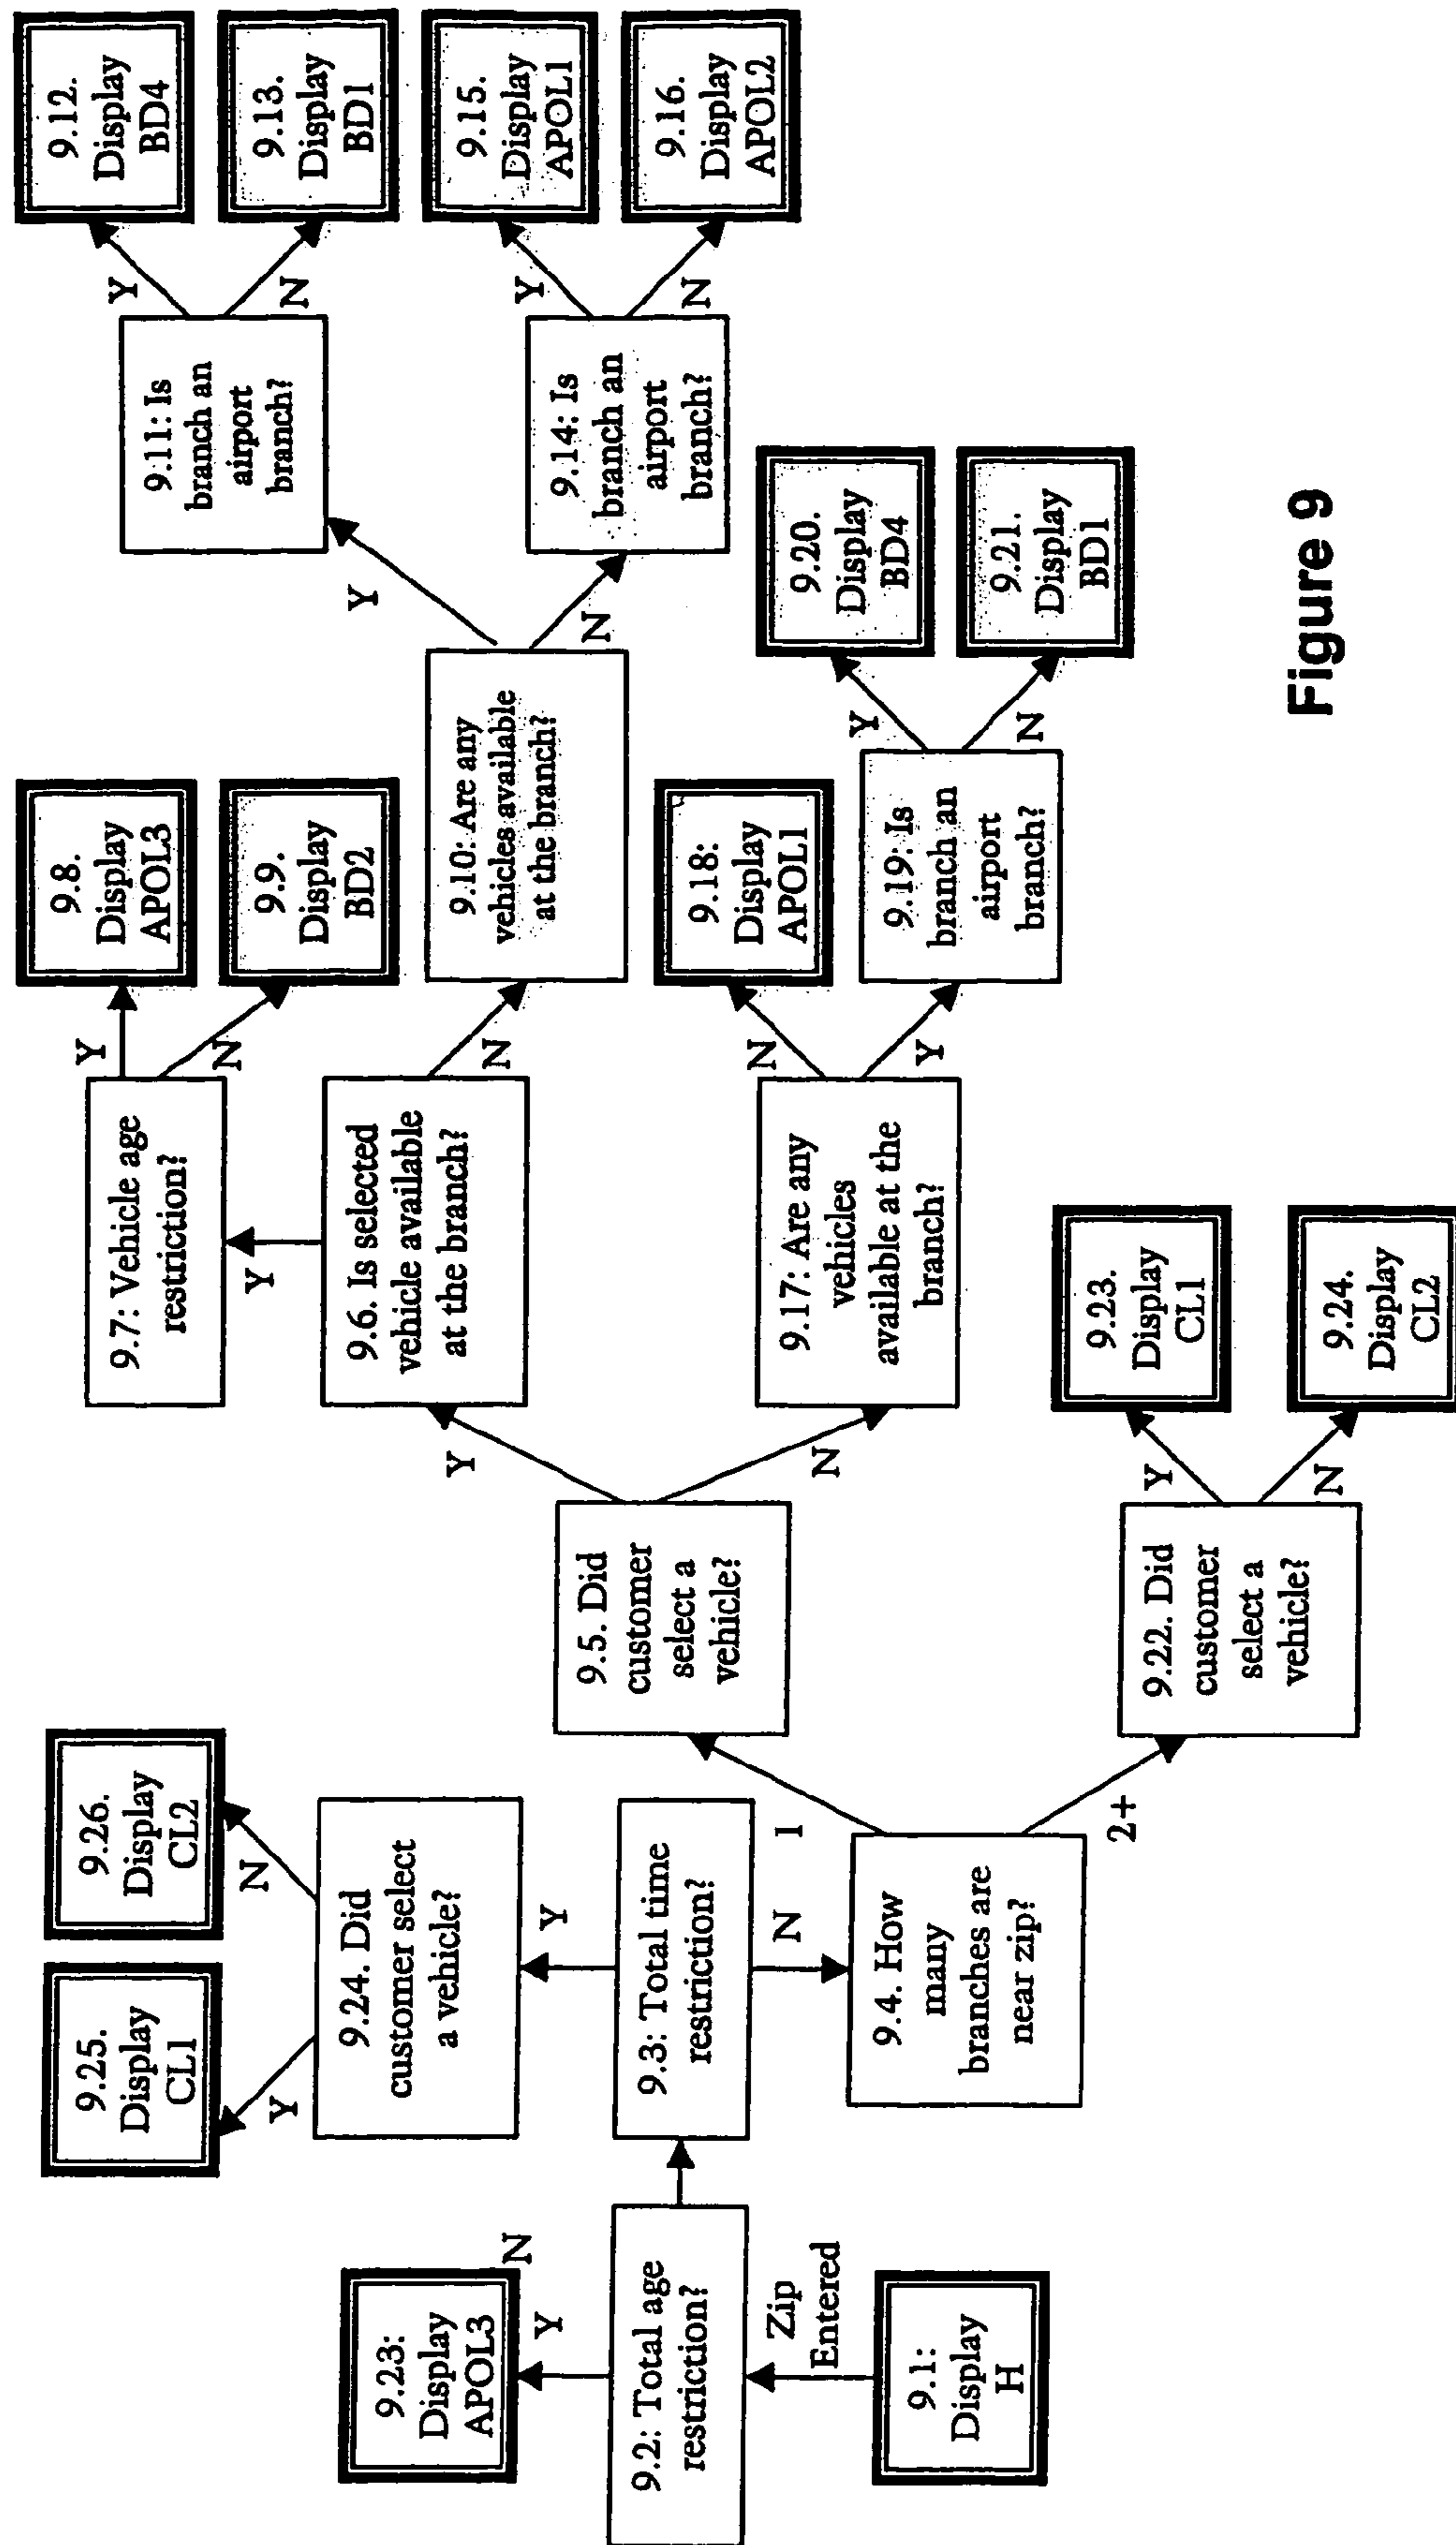 9.1:
Display
H
Zip
Entered
9.2: Total age
restriction?
Y
N
9.23:
Display
APOL3
9.3: Total time
restriction?
Y
N
9.24. Did
customer select
a vehicle?
Y
N
9.25.
Display
CL1
9.26.
Display
CL2
9.4. How
many
branches are
near zip?
1
2+
9.5. Did
customer
select a
vehicle?
Y
N
9.6. Is selected
vehicle available
at the branch?
Y
N
9.7: Vehicle age
restriction?
Y
N
9.8.
Display
APOL3
9.9.
Display
BD2
9.10: Are any
vehicles available
at the branch?
Y
N
9.11: Is
branch an
airport
branch?
Y
N
9.12.
Display
BD4
9.13.
Display
BD1
9.14: Is
branch an
airport
branch?
Y
N
9.15.
Display
APOL1
9.16.
Display
APOL2
9.17: Are any
vehicles
available at the
branch?
N
Y
9.18:
Display
APOL1
9.19: Is
branch an
airport
branch?
Y
N
9.20.
Display
BD4
9.21.
Display
BD1
9.22. Did
customer
select a
vehicle?
Y
N
9.23.
Display
CL1
9.24.
Display
CL2
Figure 9